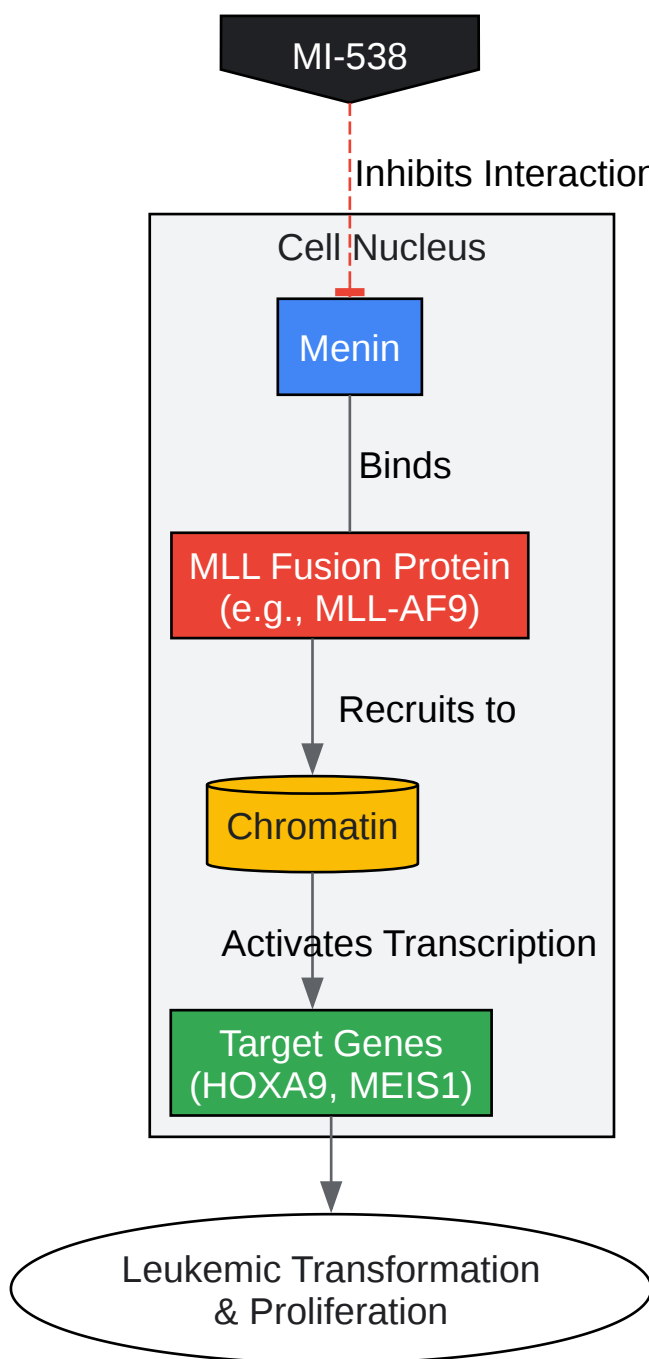 MI-538
Inhibits Interaction
Cell Nucleus
Menin
Binds
MLL Fusion Protein
(e.g., MLL-AF9)
Recruits to
Chromatin
Activates Transcription
Target Genes
(HOXA9, MEIS1)
Leukemic Transformation
& Proliferation